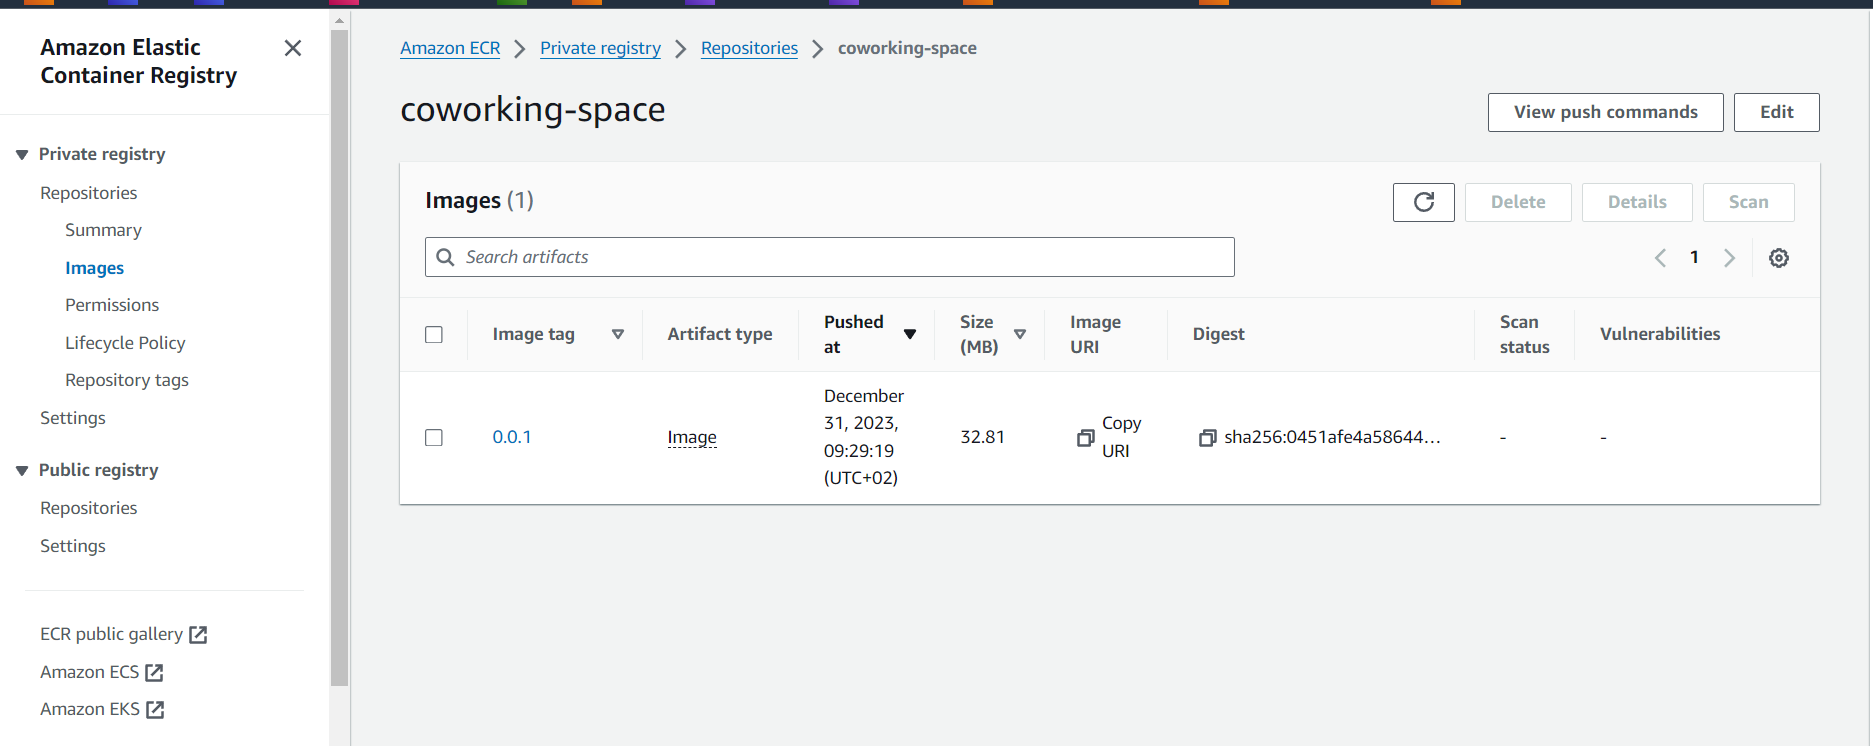 Amazon Elastic
Container Registry
Private registry
Repositories
Summary
Images
Permissions
Lifecycle Policy
Repository tags
Settings
Public registry
Repositories
Settings
ECR public gallery
Amazon ECS
Amazon EKS
Amazon ECR Private registry Repositories coworking-space
coworking-space
View push commands Edit
Images (1)
Delete Details Scan
Search artifacts
1
Image tag Artifact type Pushed at Size (MB) Image URI Digest Scan status Vulnerabilities
0.0.1 Image December 31, 2023, 09:29:19 (UTC+02) 32.81 Copy URI sha256:0451afe4a58644... - -